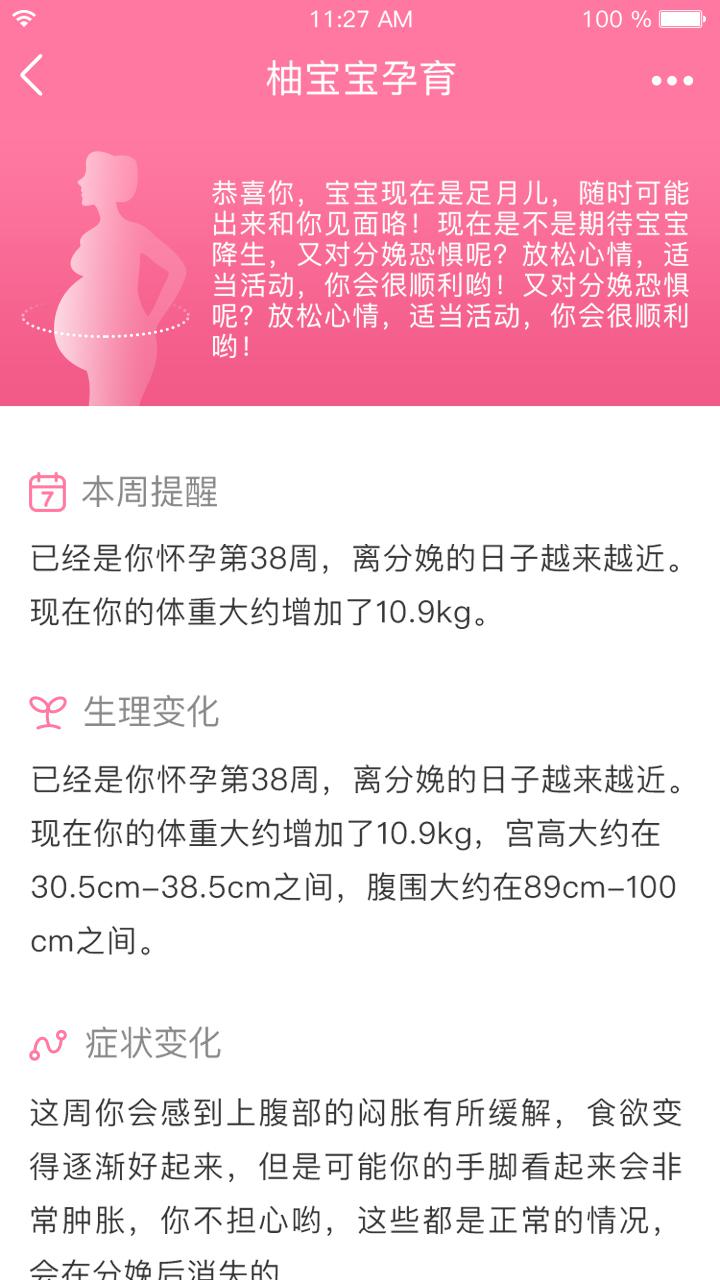 11:27 AM
100 %
柚宝宝孕育
恭喜你，宝宝现在是足月儿，随时可能
出来和你见面咯！现在是不是期待宝宝
降生，又对分娩恐惧呢？放松心情，适
当活动，你会很顺利哟！又对分娩恐惧
呢？放松心情，适当活动，你会很顺利
哟！
7
本周提醒
已经是你怀孕第38周，离分娩的日子越来越近。
现在你的体重大约增加了10.9kg。
生理变化
已经是你怀孕第38周，离分娩的日子越来越近。
现在你的体重大约增加了10.9kg，宫高大约在
30.5cm–38.5cm之间，腹围大约在89cm–100
cm之间。
症状变化
这周你会感到上腹部的闷胀有所缓解，食欲变
得逐渐好起来，但是可能你的手脚看起来会非
常肿胀，你不担心哟，这些都是正常的情况，
会在分娩后消失的